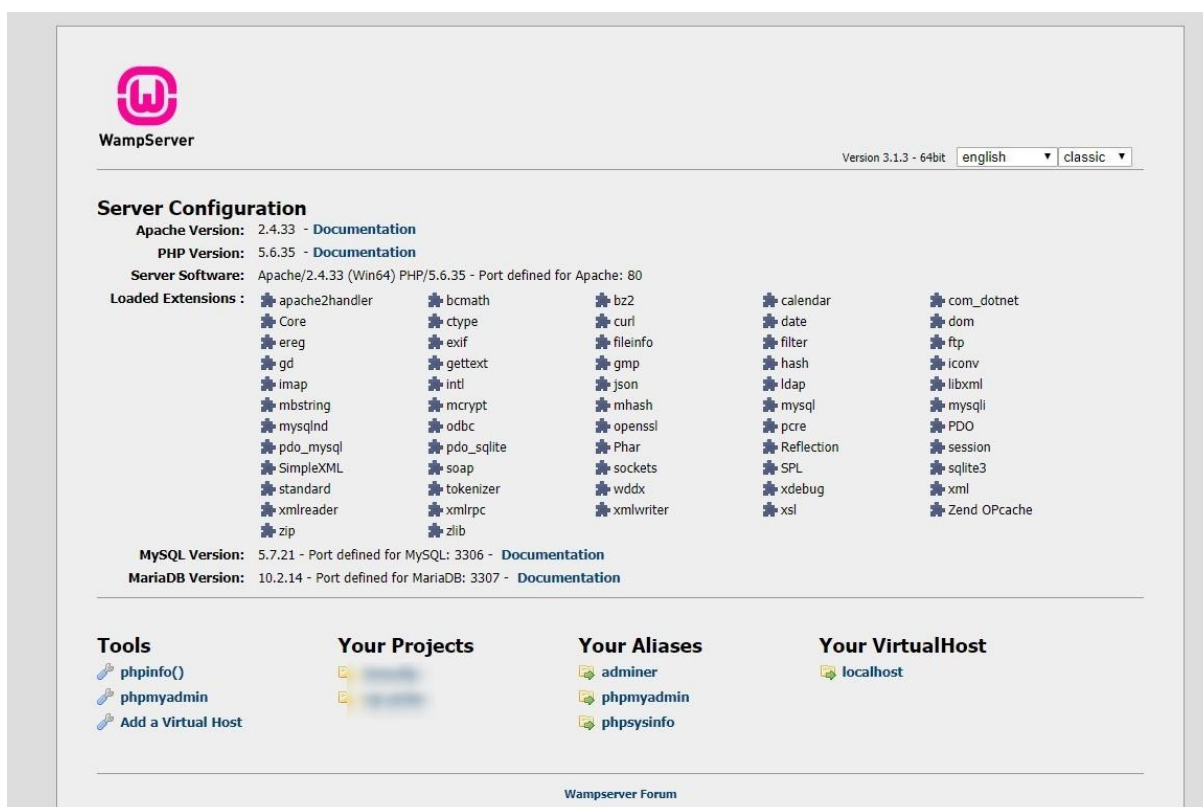 WampServer
Version 3.1.3 - 64bit english classic
Server Configuration
Apache Version: 2.4.33 - Documentation
PHP Version: 5.6.35 - Documentation
Server Software: Apache/2.4.33 (Win64) PHP/5.6.35 - Port defined for Apache: 80
Loaded Extensions : apache2handler bcmath bz2 calendar com_dotnet
Core ctype curl date dom
ereg exif fileinfo filter ftp
gd gettext gmp hash iconv
imap intl json ldap libxml
mbstring mcrypt mhash mysql mysqli
mysqlnd odbc openssl pcre PDO
pdo_mysql pdo_sqlite Phar Reflection session
SimpleXML soap sockets SPL sqlite3
standard tokenizer wddx xdebug xml
xmlreader xmlrpc xmlwriter xsl Zend OPcache
zip zlib
MySQL Version: 5.7.21 - Port defined for MySQL: 3306 - Documentation
MariaDB Version: 10.2.14 - Port defined for MariaDB: 3307 - Documentation
Tools Your Projects Your Aliases Your VirtualHost
phpinfo() adminer localhost
phpmyadmin phpmyadmin
Add a Virtual Host phpsysinfo
Wampserver Forum